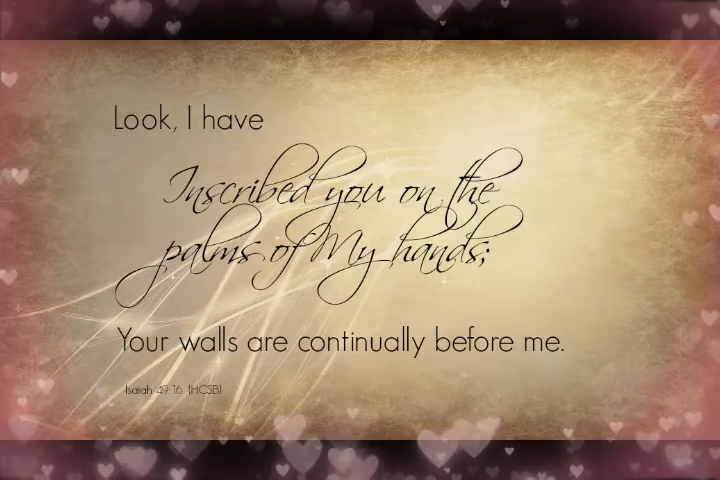 Look, I have
Inscribed you on the
palms of My hands;
Your walls are continually before me.
Isaiah 49:16 (HCSB)